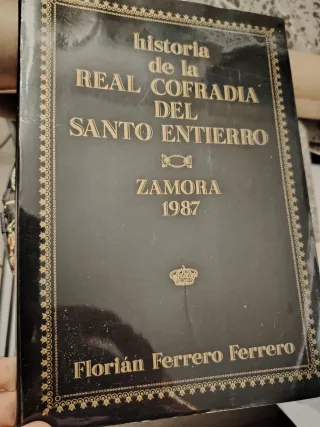 historia
de la
REAL COFRADIA
DEL
SANTO ENTIERRO
ZAMORA
1987
Florián Ferrero Ferrero